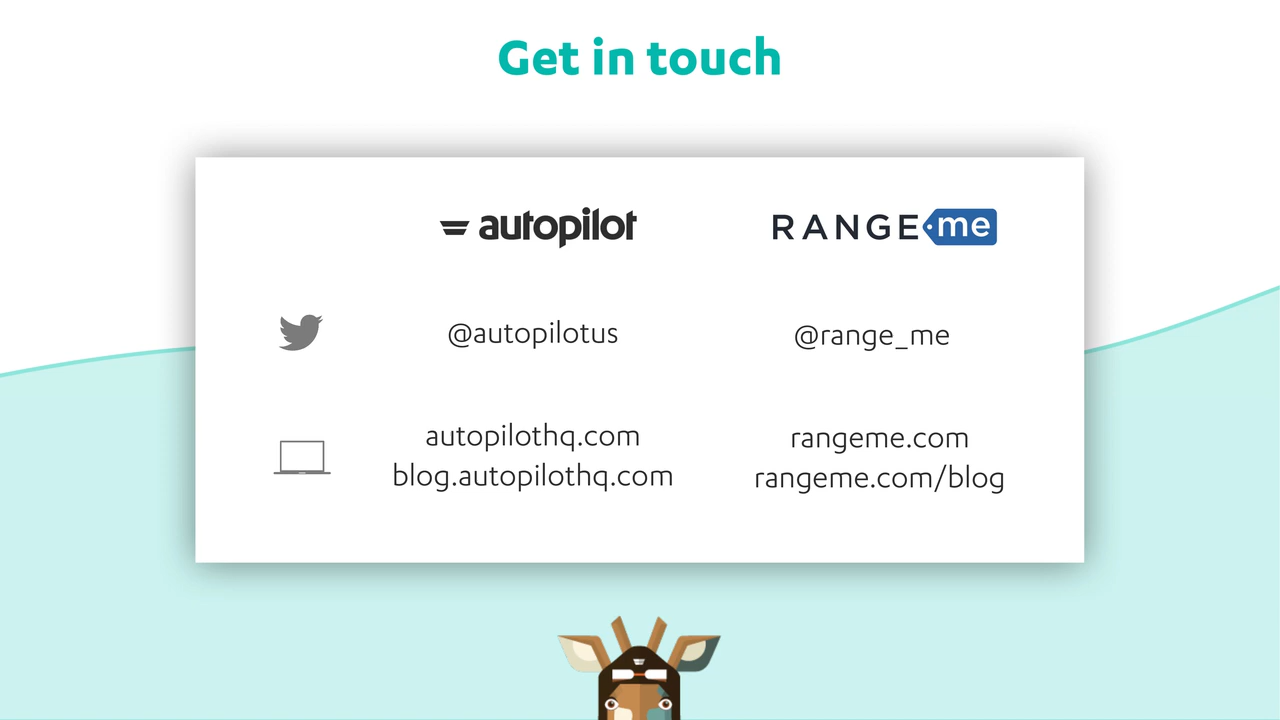 Get in touch
autopilot
RANGE me
@autopilotus
@range_me
autopilothq.com
blog.autopilothq.com
rangeme.com
rangeme.com/blog